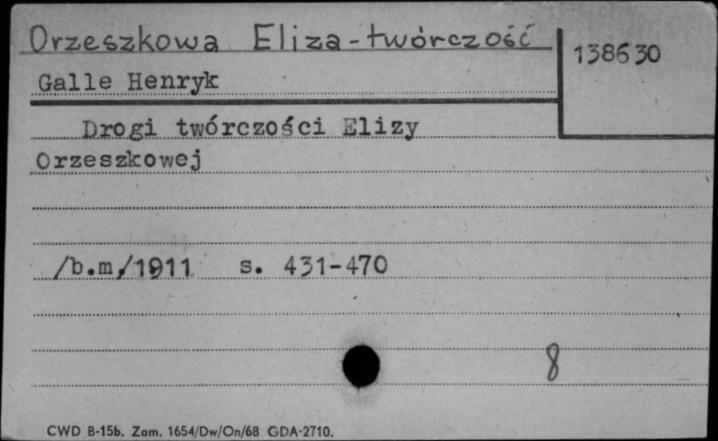 Orzeszkowa Eliza - twórczość
138630
Galle Henryk
Drogi twórczości Elizy
Orzeszkowej
/b.m/1911 s. 431-470
8
CWD B-15b. Zam. 1654/Dw/On/68 GDA-2710.